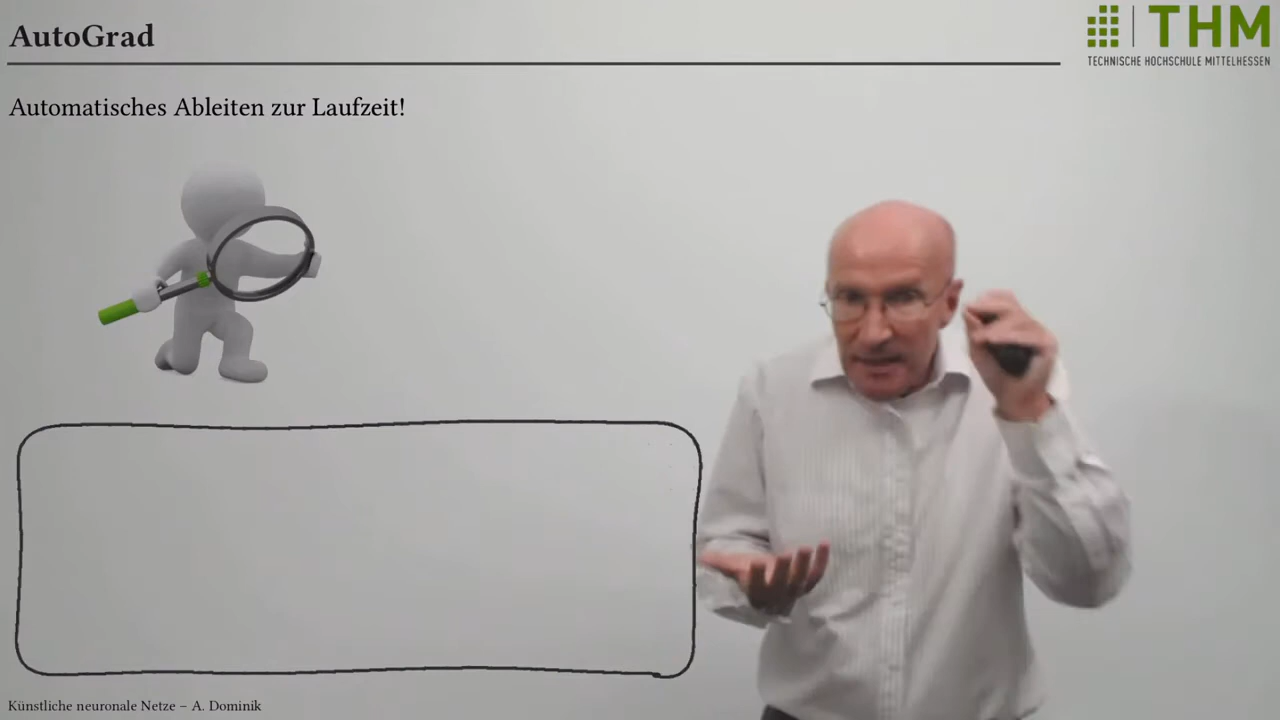 AutoGrad
THM
TECHNISCHE HOCHSCHULE MITTELHESSEN
Automatisches Ableiten zur Laufzeit!
Künstliche neuronale Netze – A. Dominik